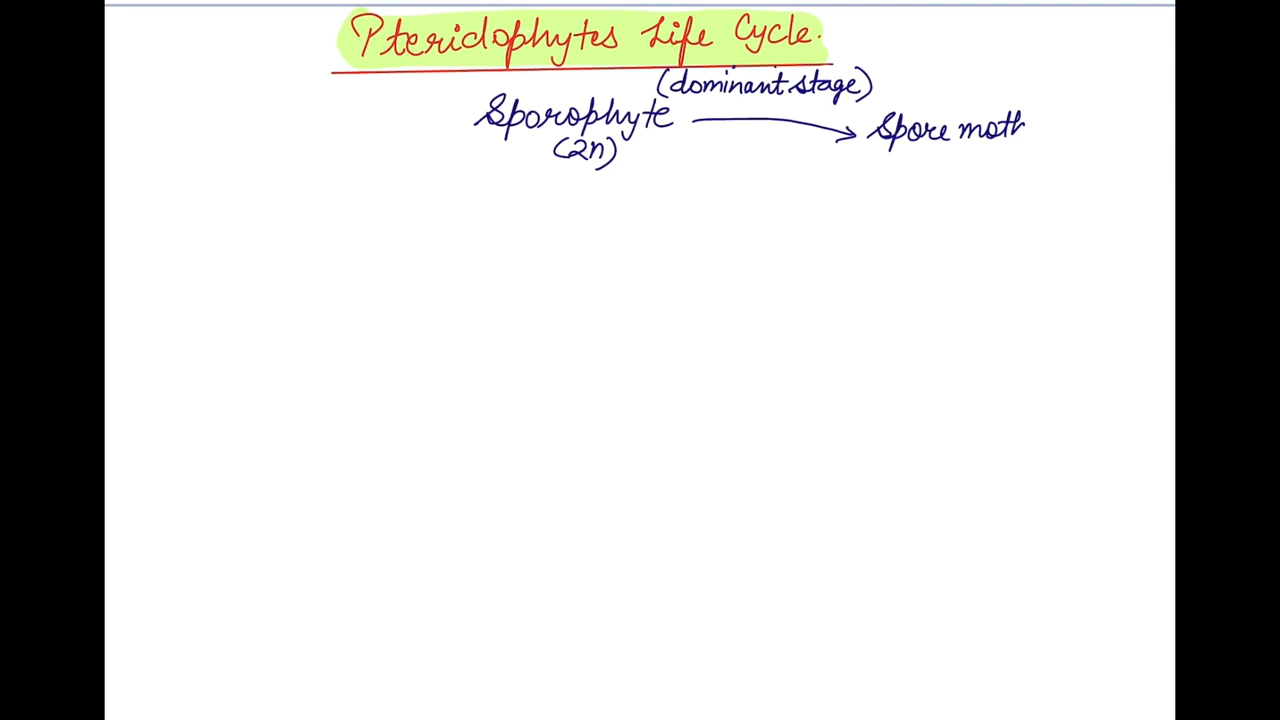 Pteridophytes Life Cycle.
(dominant stage)
Sporophyte → Spore moth
(2n)